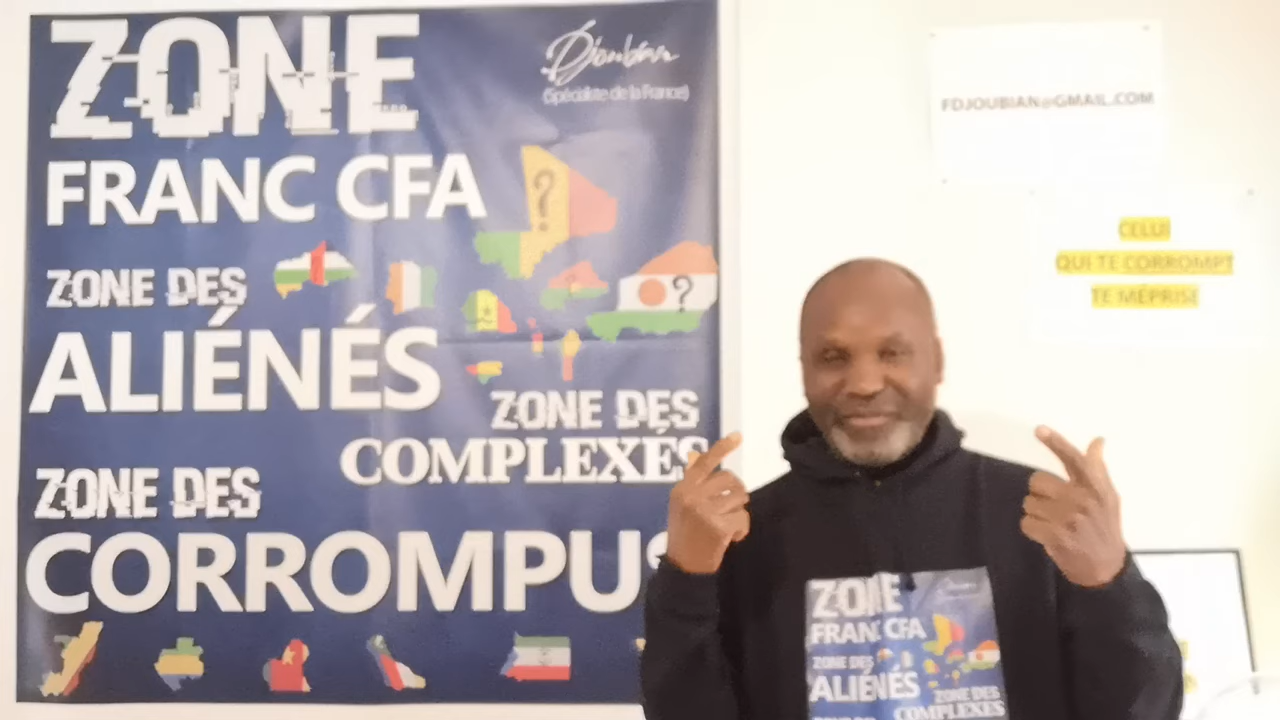 ZONE
Djoubian
(Spécialiste de la France)
FRANC CFA
?
?
ZONE DES
ALIÉNÉS
ZONE DES
COMPLEXÉS
ZONE DES
CORROMPUS
FDJOUBIAN@GMAIL.COM
CELUI
QUI TE CORROMPT
TE MÉPRISE
ZONE
FRANC CFA
ZONE DES
ALIÉNÉS
ZONE DES
COMPLEXÉS